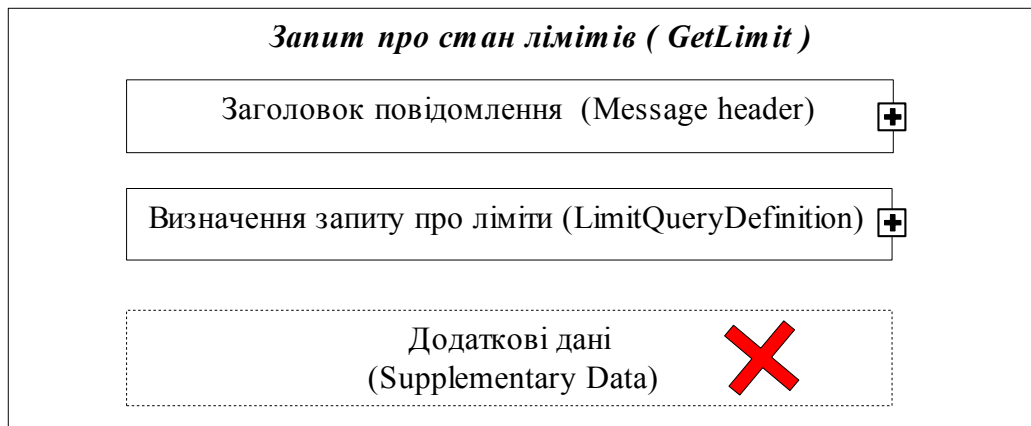 Запит про стан лімітів ( GetLimit )
Заголовок повідомлення (Message header)
Визначення запиту про ліміти (LimitQueryDefinition)
Додаткові дані
(Supplementary Data)